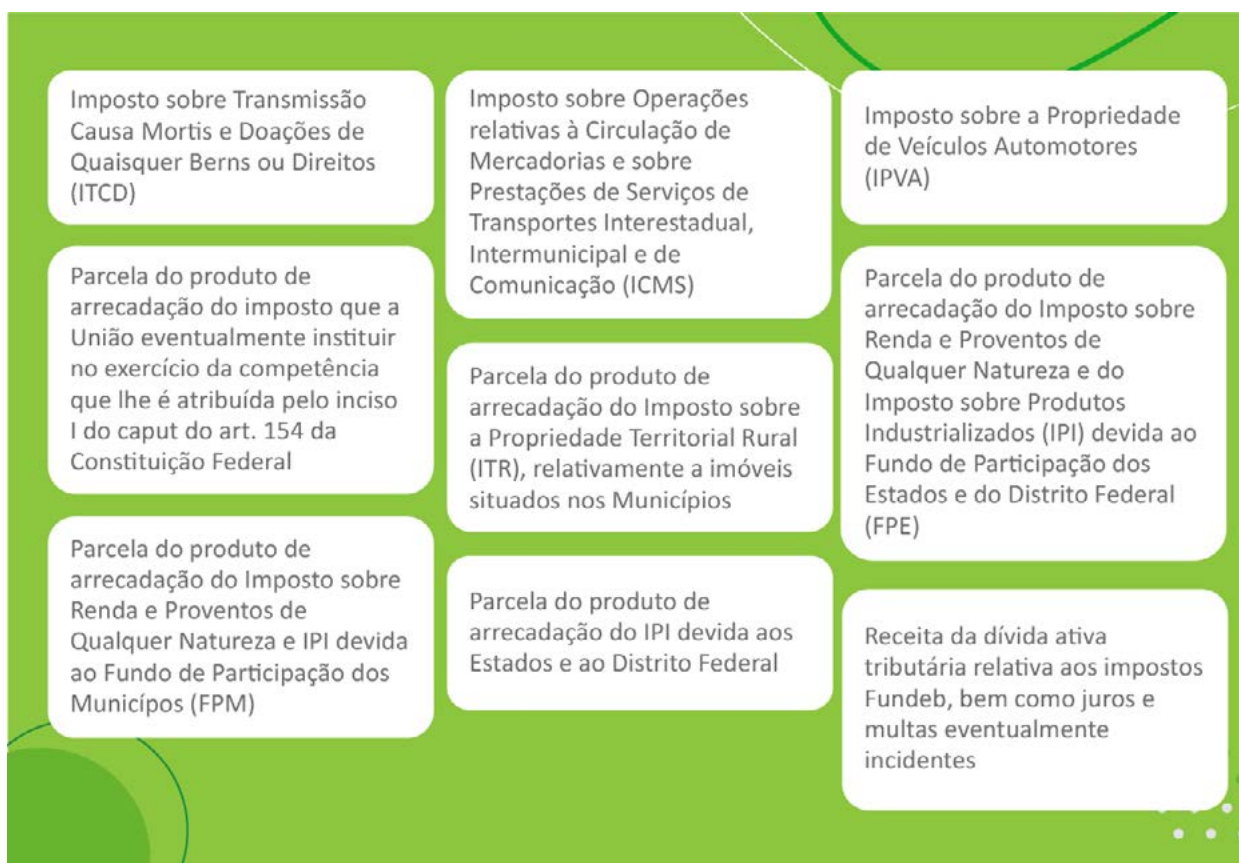 Imposto sobre Transmissão
Causa Mortis e Doações de
Quaisquer Berns ou Direitos
(ITCD)
Imposto sobre Operações
relativas à Circulação de
Mercadorias e sobre
Prestações de Serviços de
Transportes Interestadual,
Intermunicipal e de
Comunicação (ICMS)
Imposto sobre a Propriedade
de Veículos Automotores
(IPVA)
Parcela do produto de
arrecadação do imposto que a
União eventualmente instituir
no exercício da competência
que lhe é atribuída pelo inciso
I do caput do art. 154 da
Constituição Federal
Parcela do produto de
arrecadação do Imposto sobre
a Propriedade Territorial Rural
(ITR), relativamente a imóveis
situados nos Municípios
Parcela do produto de
arrecadação do Imposto sobre
Renda e Proventos de
Qualquer Natureza e do
Imposto sobre Produtos
Industrializados (IPI) devida ao
Fundo de Participação dos
Estados e do Distrito Federal
(FPE)
Parcela do produto de
arrecadação do Imposto sobre
Renda e Proventos de
Qualquer Natureza e IPI devida
ao Fundo de Participação dos
Municípos (FPM)
Parcela do produto de
arrecadação do IPI devida aos
Estados e ao Distrito Federal
Receita da dívida ativa
tributária relativa aos impostos
Fundeb, bem como juros e
multas eventualmente
incidentes